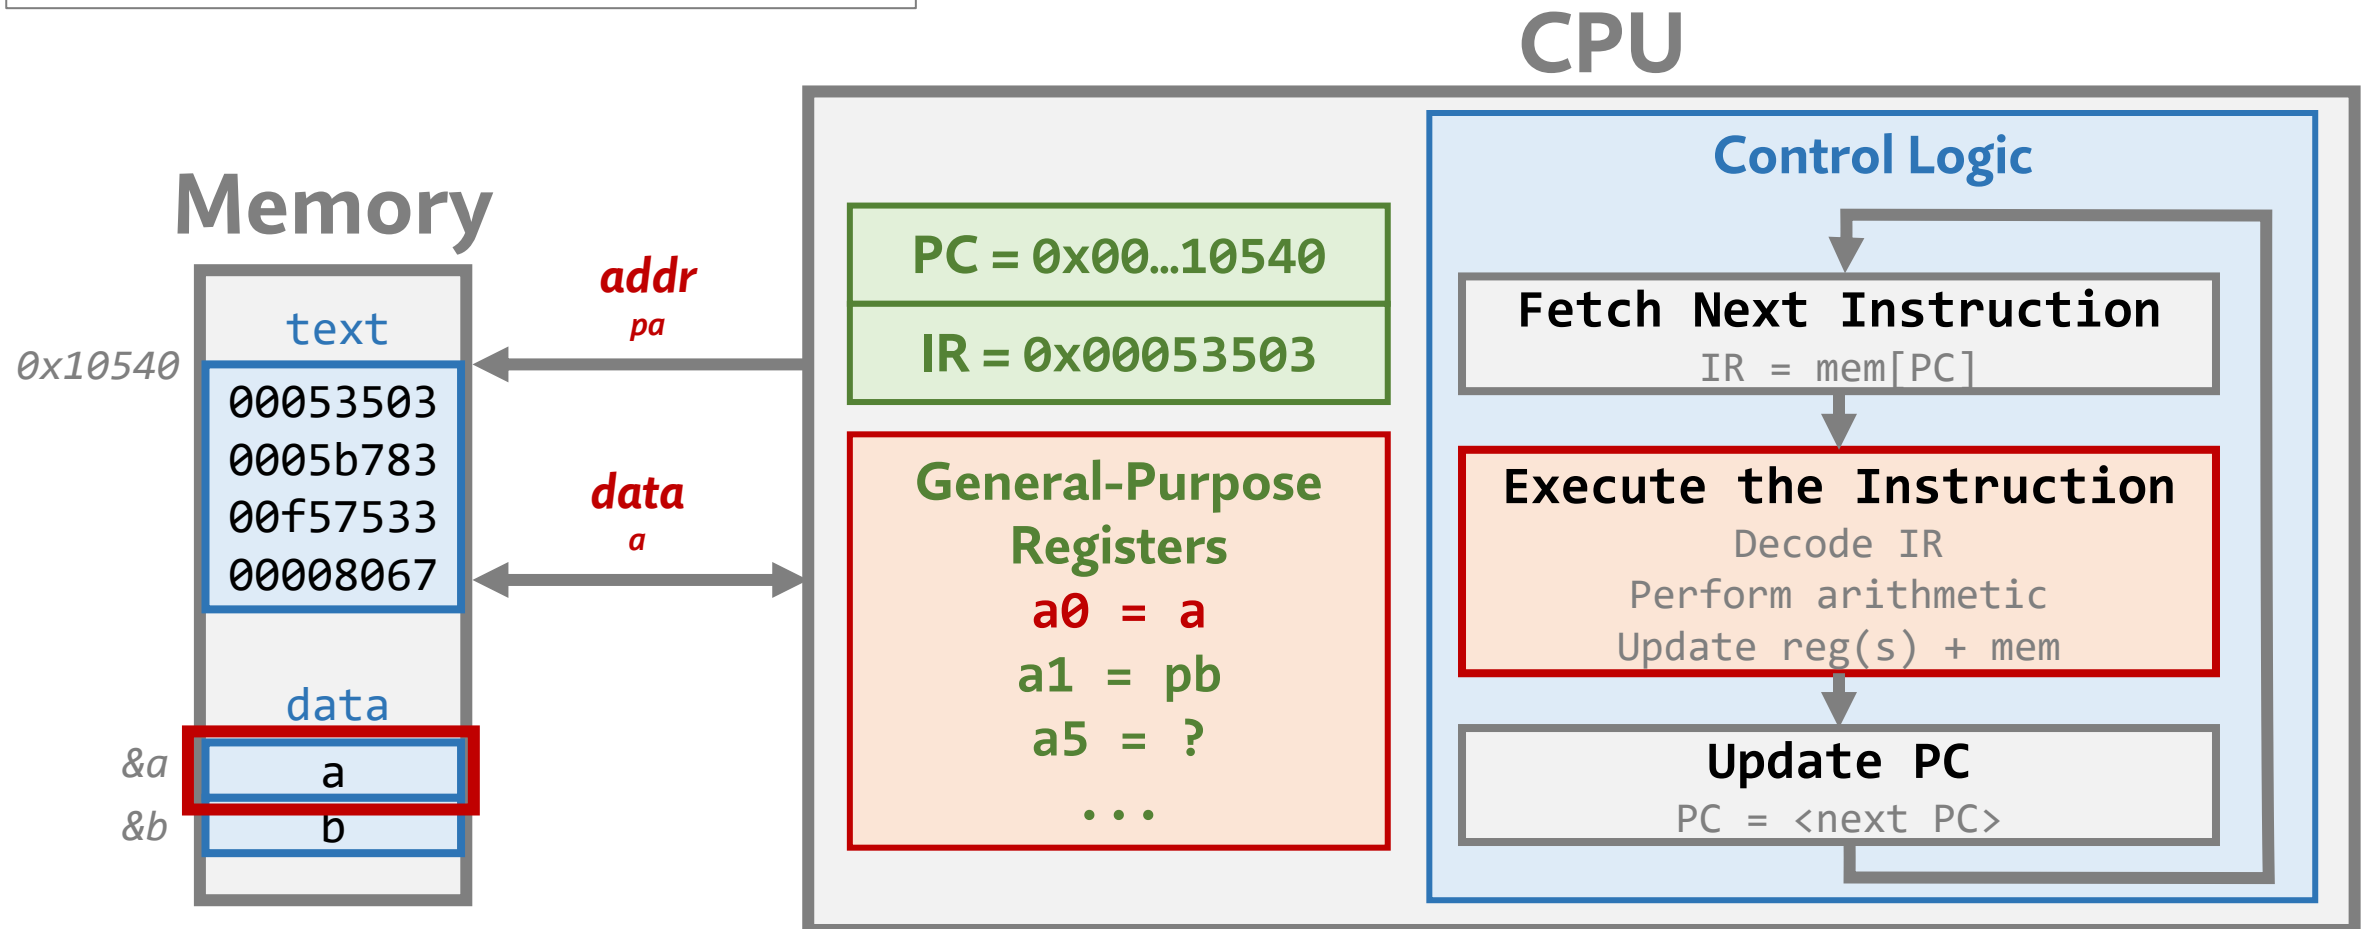 CPU
Memory
text
0x10540
00053503
0005b783
00f57533
00008067
data
&a
a
&b
b
addr
pa
data
a
PC = 0x00…10540
IR = 0x00053503
General-Purpose
Registers
a0 = a
a1 = pb
a5 = ?
...
Control Logic
Fetch Next Instruction
IR = mem[PC]
Execute the Instruction
Decode IR
Perform arithmetic
Update reg(s) + mem
Update PC
PC = <next PC>